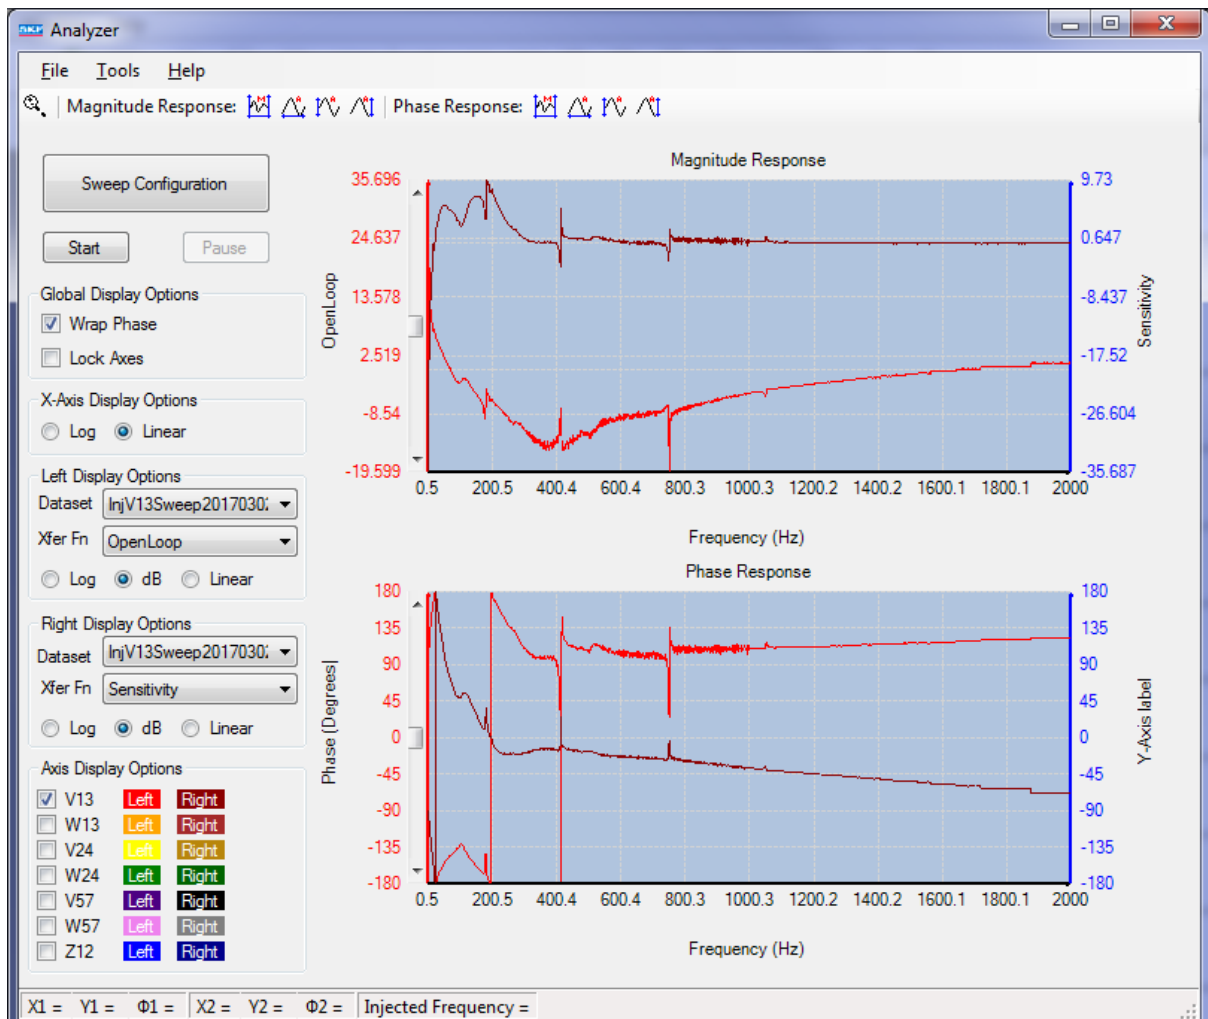 SKF Analyzer
File Tools Help
Magnitude Response: Phase Response:
Sweep Configuration
Start Pause
Global Display Options
Wrap Phase
Lock Axes
X-Axis Display Options
Log Linear
Left Display Options
Dataset InjV13Sweep20170302
Xfer Fn OpenLoop
Log dB Linear
Right Display Options
Dataset InjV13Sweep20170302
Xfer Fn Sensitivity
Log dB Linear
Axis Display Options
V13 Left Right
W13 Left Right
V24 Left Right
W24 Left Right
V57 Left Right
W57 Left Right
Z12 Left Right
Magnitude Response
OpenLoop
35.696
24.637
13.578
2.519
-8.54
-19.599
9.73
0.647
-8.437
-17.52
-26.604
-35.687
Sensitivity
0.5 200.5 400.4 600.4 800.3 1000.3 1200.2 1400.2 1600.1 1800.1 2000
Frequency (Hz)
Phase Response
Phase (Degrees)
180
135
90
45
0
-45
-90
-135
-180
180
135
90
45
0
-45
-90
-135
-180
Y-Axis label
0.5 200.5 400.4 600.4 800.3 1000.3 1200.2 1400.2 1600.1 1800.1 2000
Frequency (Hz)
X1 = Y1 = Φ1 = X2 = Y2 = Φ2 = Injected Frequency =